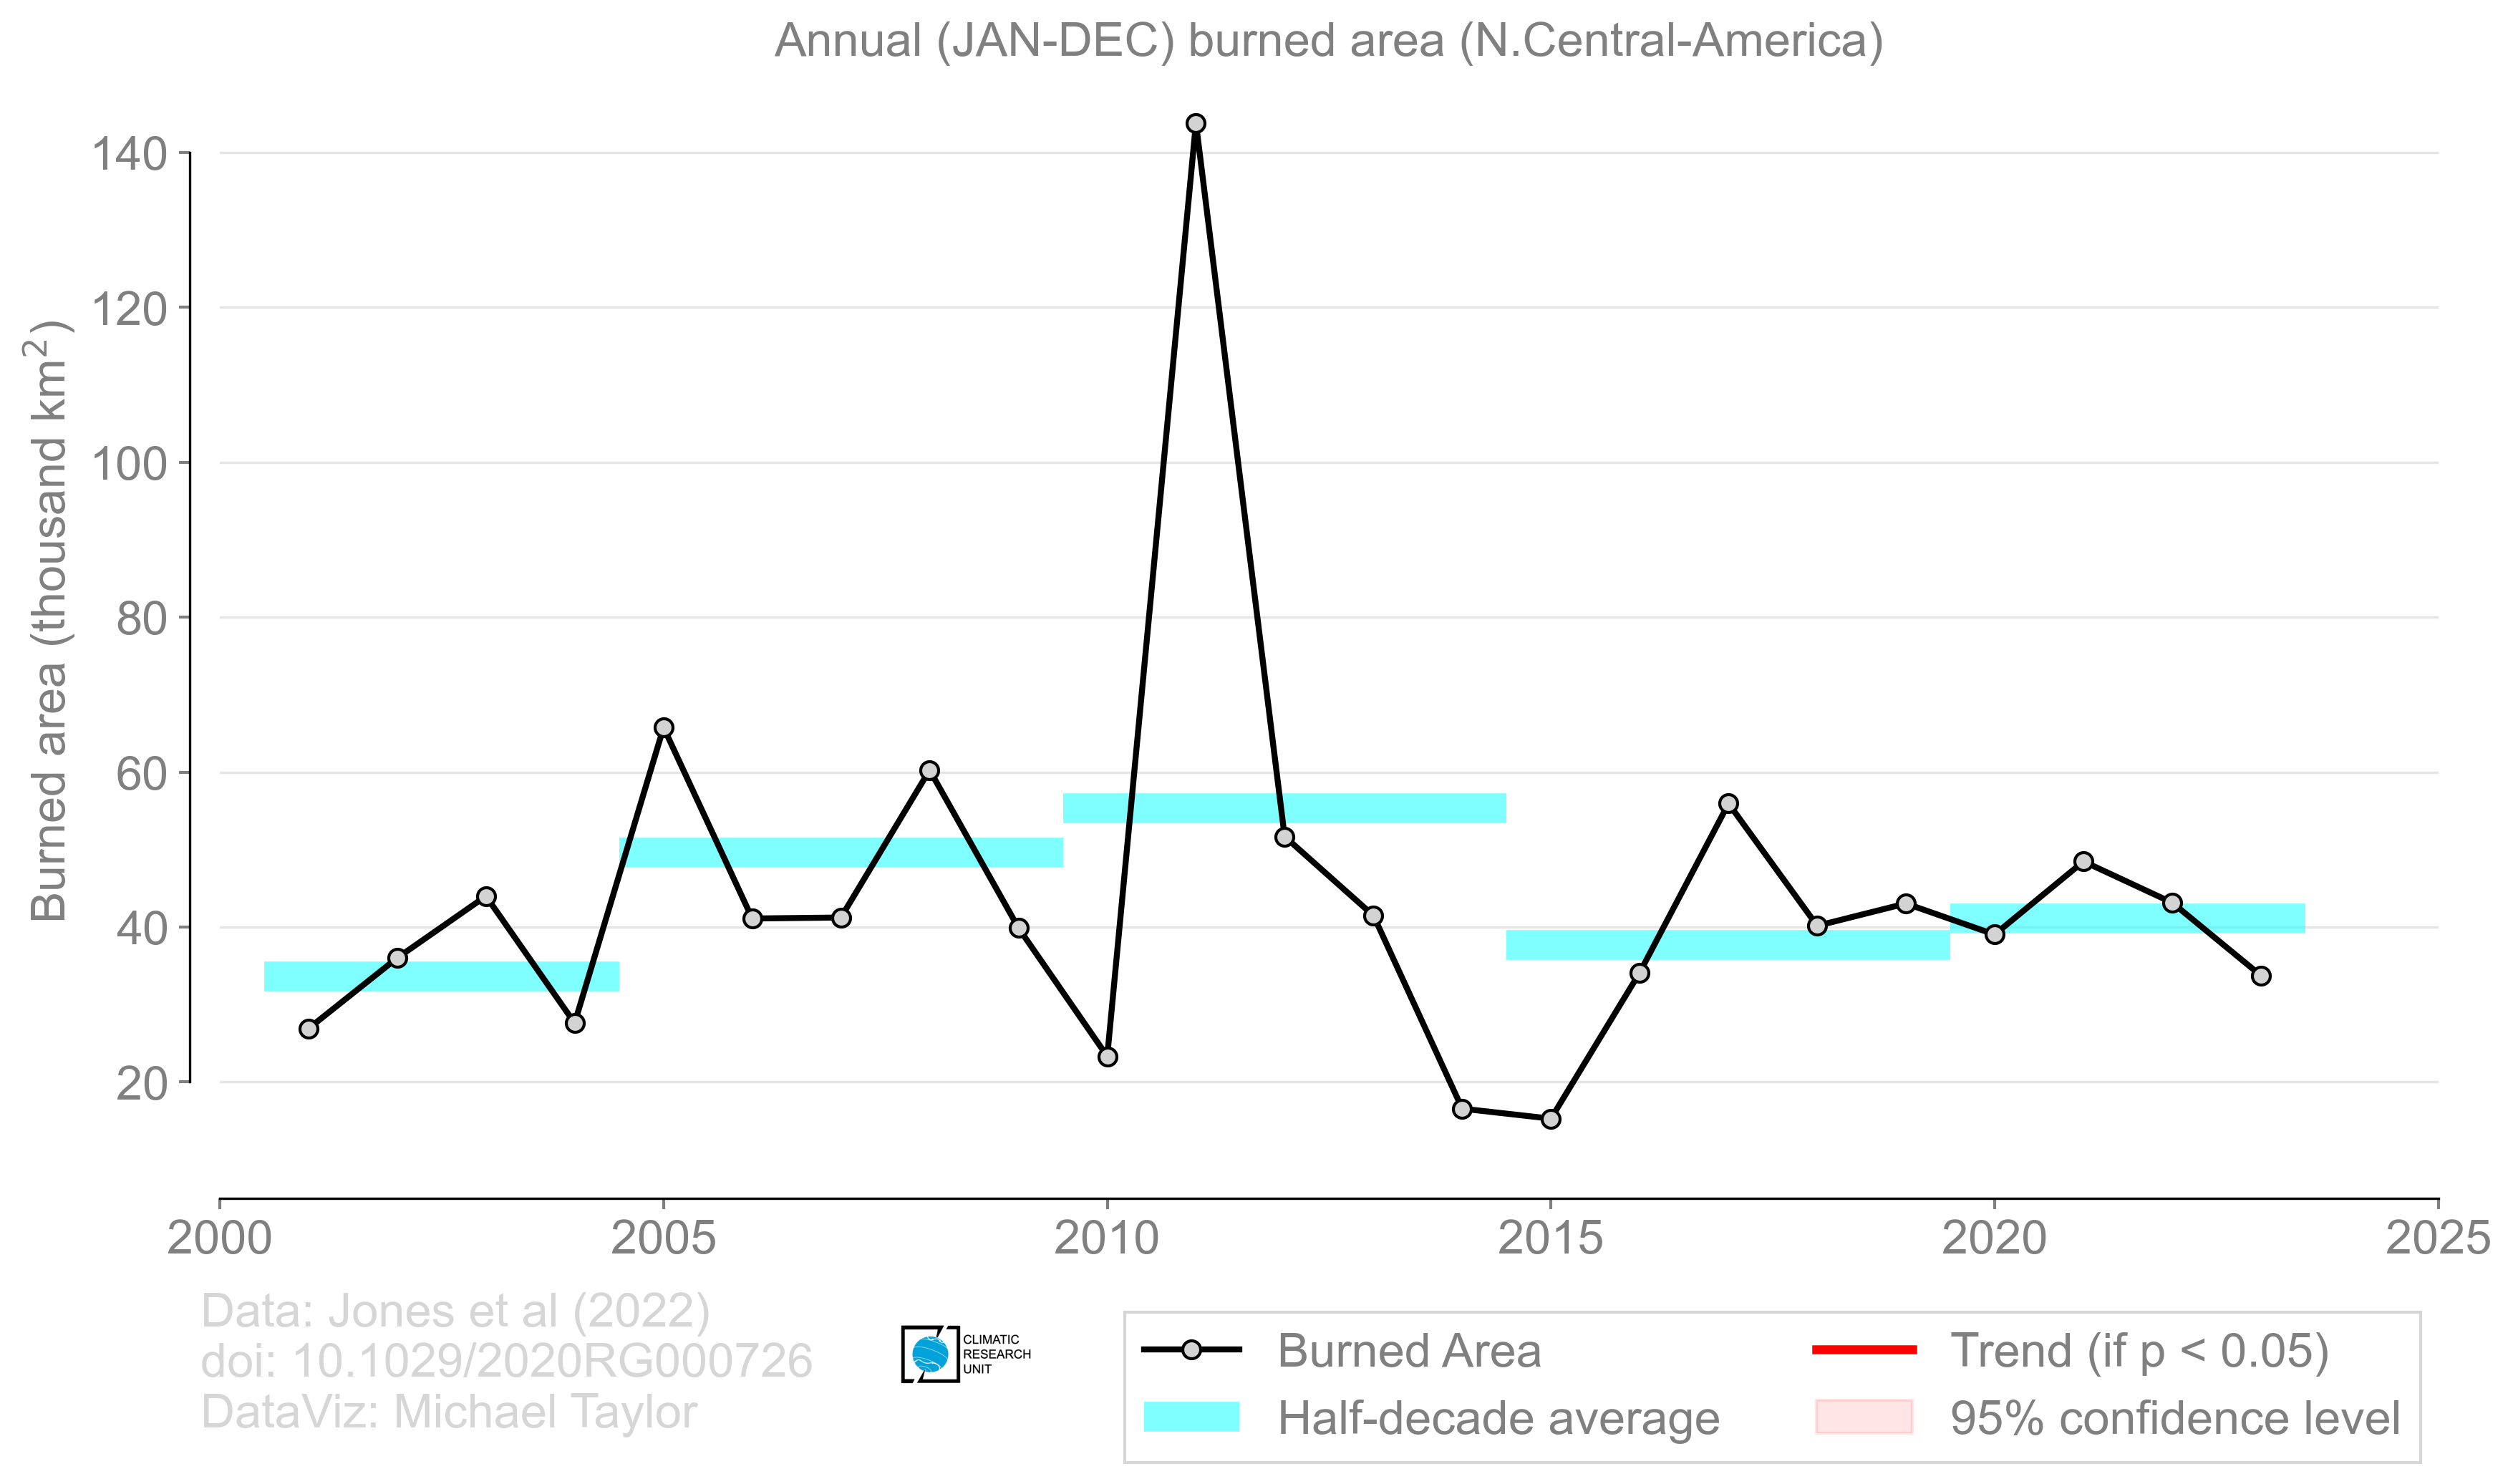 Annual (JAN-DEC) burned area (N.Central-America)
Burned area (thousand km²)
140
120
100
80
60
40
20
2000 2005 2010 2015 2020 2025
Data: Jones et al (2022)
doi: 10.1029/2020RG000726
DataViz: Michael Taylor
CLIMATIC
RESEARCH
UNIT
Burned Area
Half-decade average
Trend (if p < 0.05)
95% confidence level